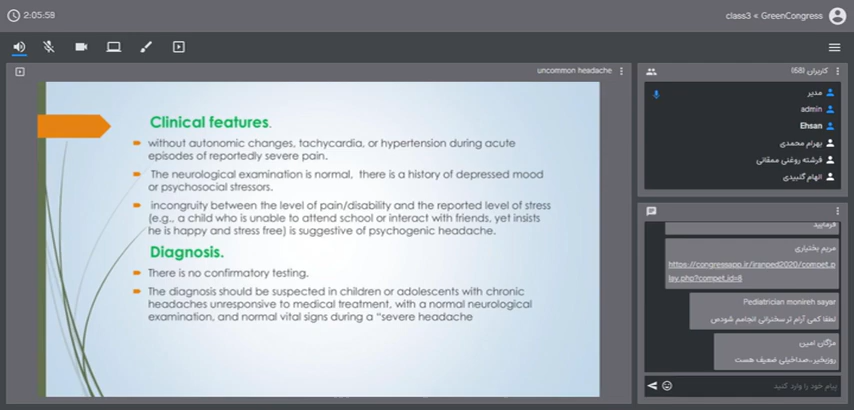 2:05:59
class3 < GreenCongress
uncommon headache
Clinical features.
without autonomic changes, tachycardia, or hypertension during acute
episodes of reportedly severe pain.
The neurological examination is normal, there is a history of depressed mood
or psychosocial stressors.
incongruity between the level of pain/disability and the reported level of stress
(e.g., a child who is unable to attend school or interact with friends, yet insists
he is happy and stress free) is suggestive of psychogenic headache.
Diagnosis.
There is no confirmatory testing.
The diagnosis should be suspected in children or adolescents with chronic
headaches unresponsive to medical treatment, with a normal neurological
examination, and normal vital signs during a “severe headache
کاربران (68)
مدیر
admin
Ehsan
بهرام محمدی
فرشته روغنی ممقانی
الهام گلبیدی
فرمایید
مریم بختیاری
https://congressapp.ir/iranped2020/compet_p
lay.php?compet_id=8
Pediatrician monireh sayar
لطفا کمی آرام تر سخنرانی انجامم شودس
مژگان امین
روزبخیر ،صداخیلی ضعیف هست
پیام خود را وارد کنید